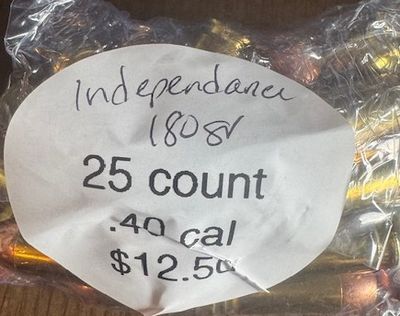 Independance
180gr
25 count
.40 cal
$12.50